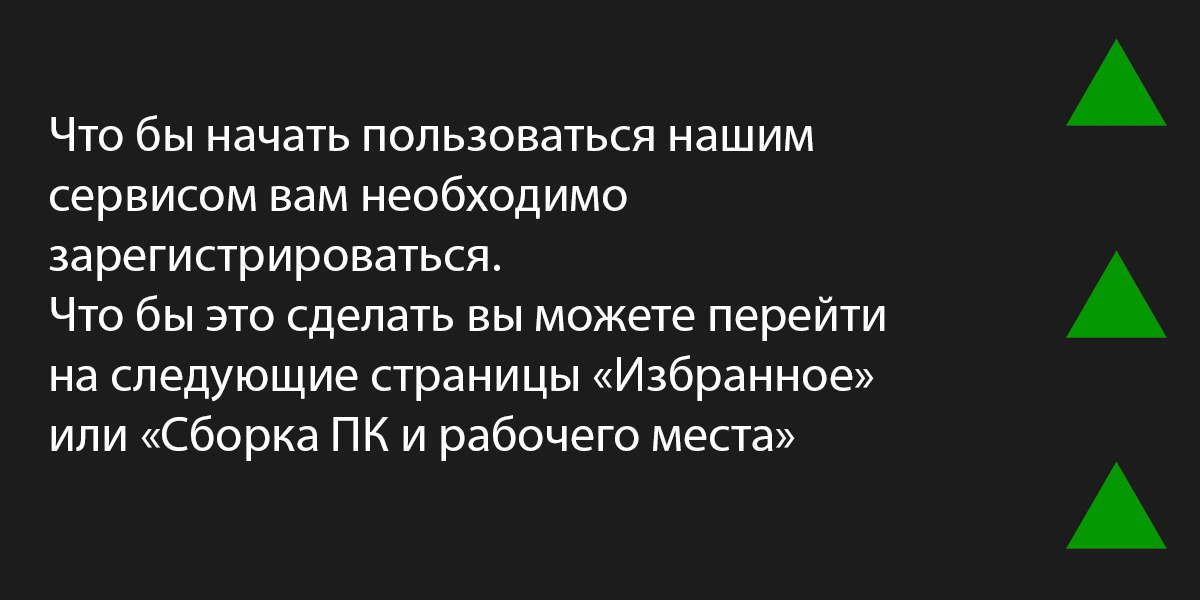 Что бы начать пользоваться нашим
сервисом вам необходимо
зарегистрироваться.
Что бы это сделать вы можете перейти
на следующие страницы «Избранное»
или «Сборка ПК и рабочего места»